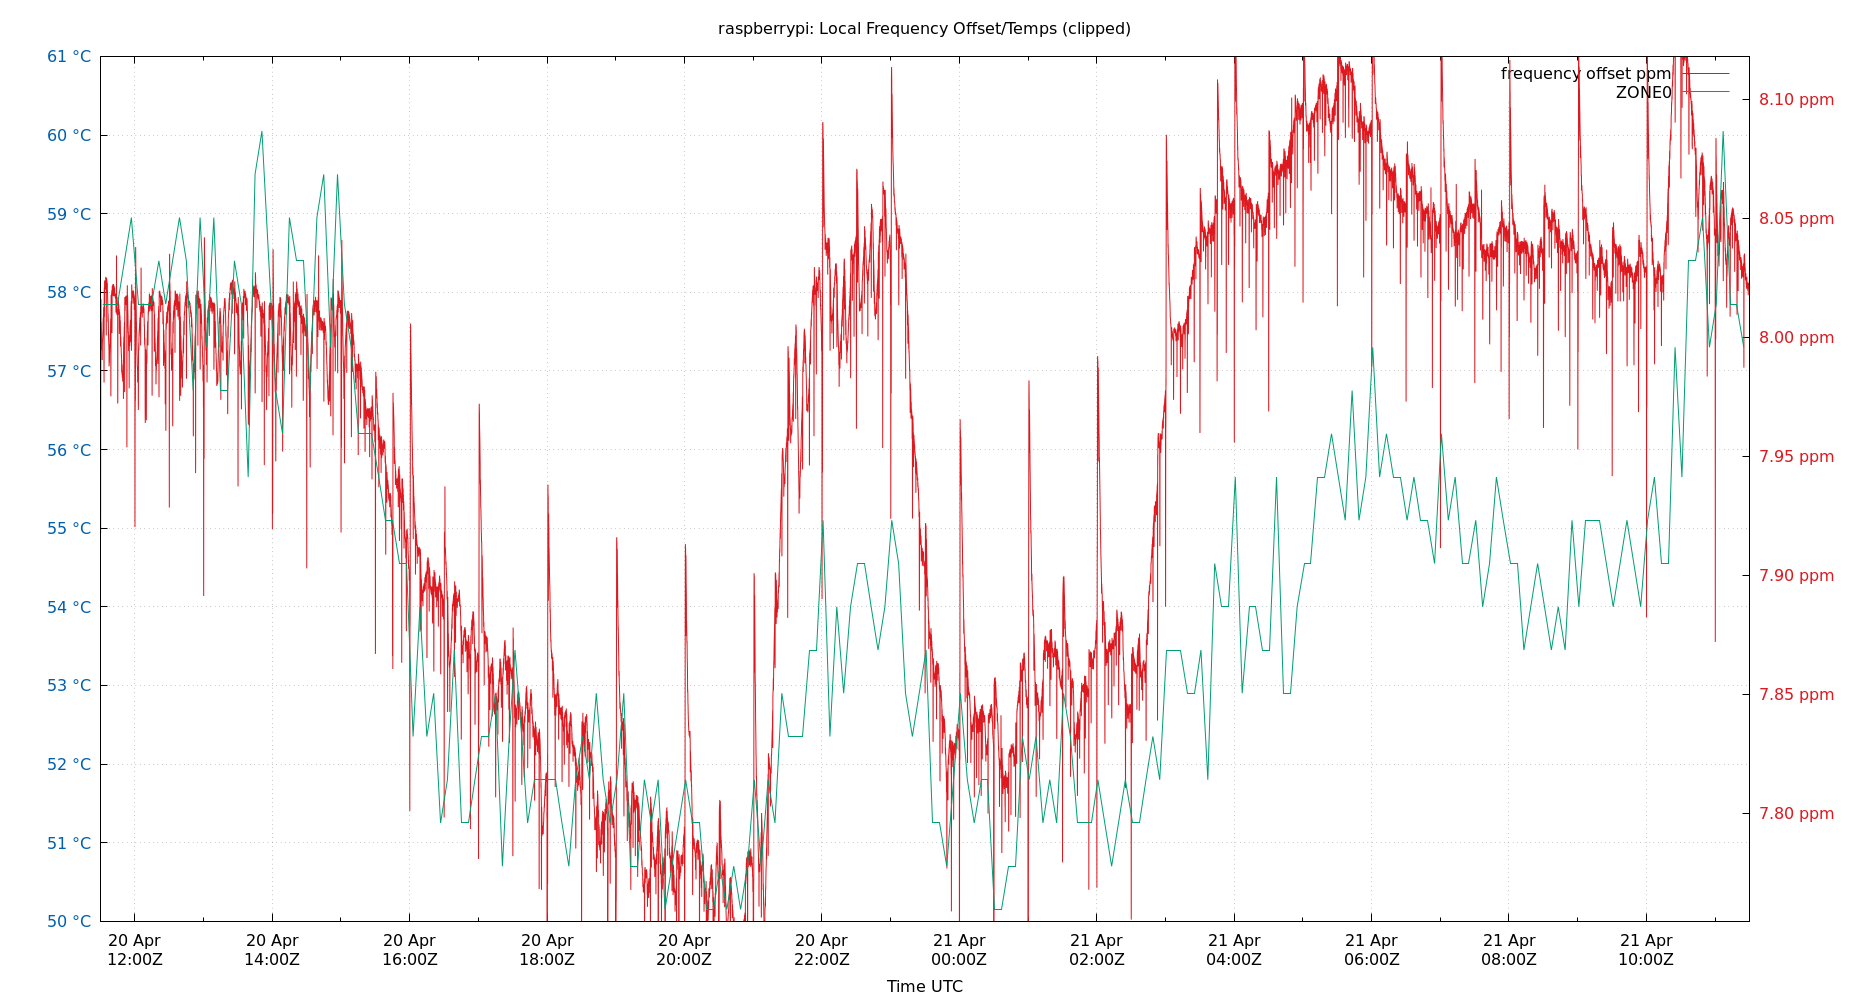 raspberrypi: Local Frequency Offset/Temps (clipped)
61 °C
60 °C
59 °C
58 °C
57 °C
56 °C
55 °C
54 °C
53 °C
52 °C
51 °C
50 °C
frequency offset ppm
ZONE0
8.10 ppm
8.05 ppm
8.00 ppm
7.95 ppm
7.90 ppm
7.85 ppm
7.80 ppm
20 Apr 20 Apr 20 Apr 20 Apr 20 Apr 20 Apr 21 Apr 21 Apr 21 Apr 21 Apr 21 Apr 21 Apr
12:00Z 14:00Z 16:00Z 18:00Z 20:00Z 22:00Z 00:00Z 02:00Z 04:00Z 06:00Z 08:00Z 10:00Z
Time UTC